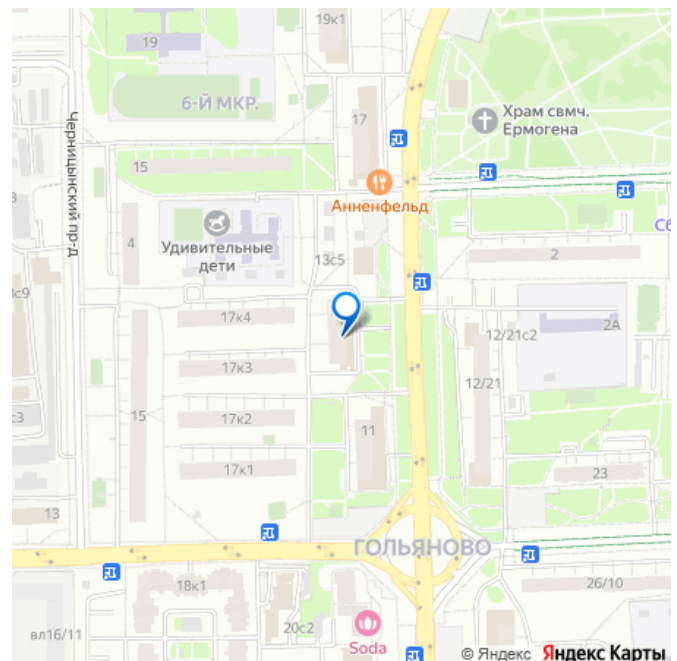 19к1
19
6-Й МКР.
17
Храм свмч.
Ермогена
Черницынский пр-д
15
Анненфельд
4
Удивительные
дети
13с5
2
17к4
12/21с2
2А
17к3
12/21
15
17к2
11
17к1
23
13
ГОЛЬЯНОВО
18к1
26/10
вл16/11
20с2
Soda
© Яндекс Яндекс Карты